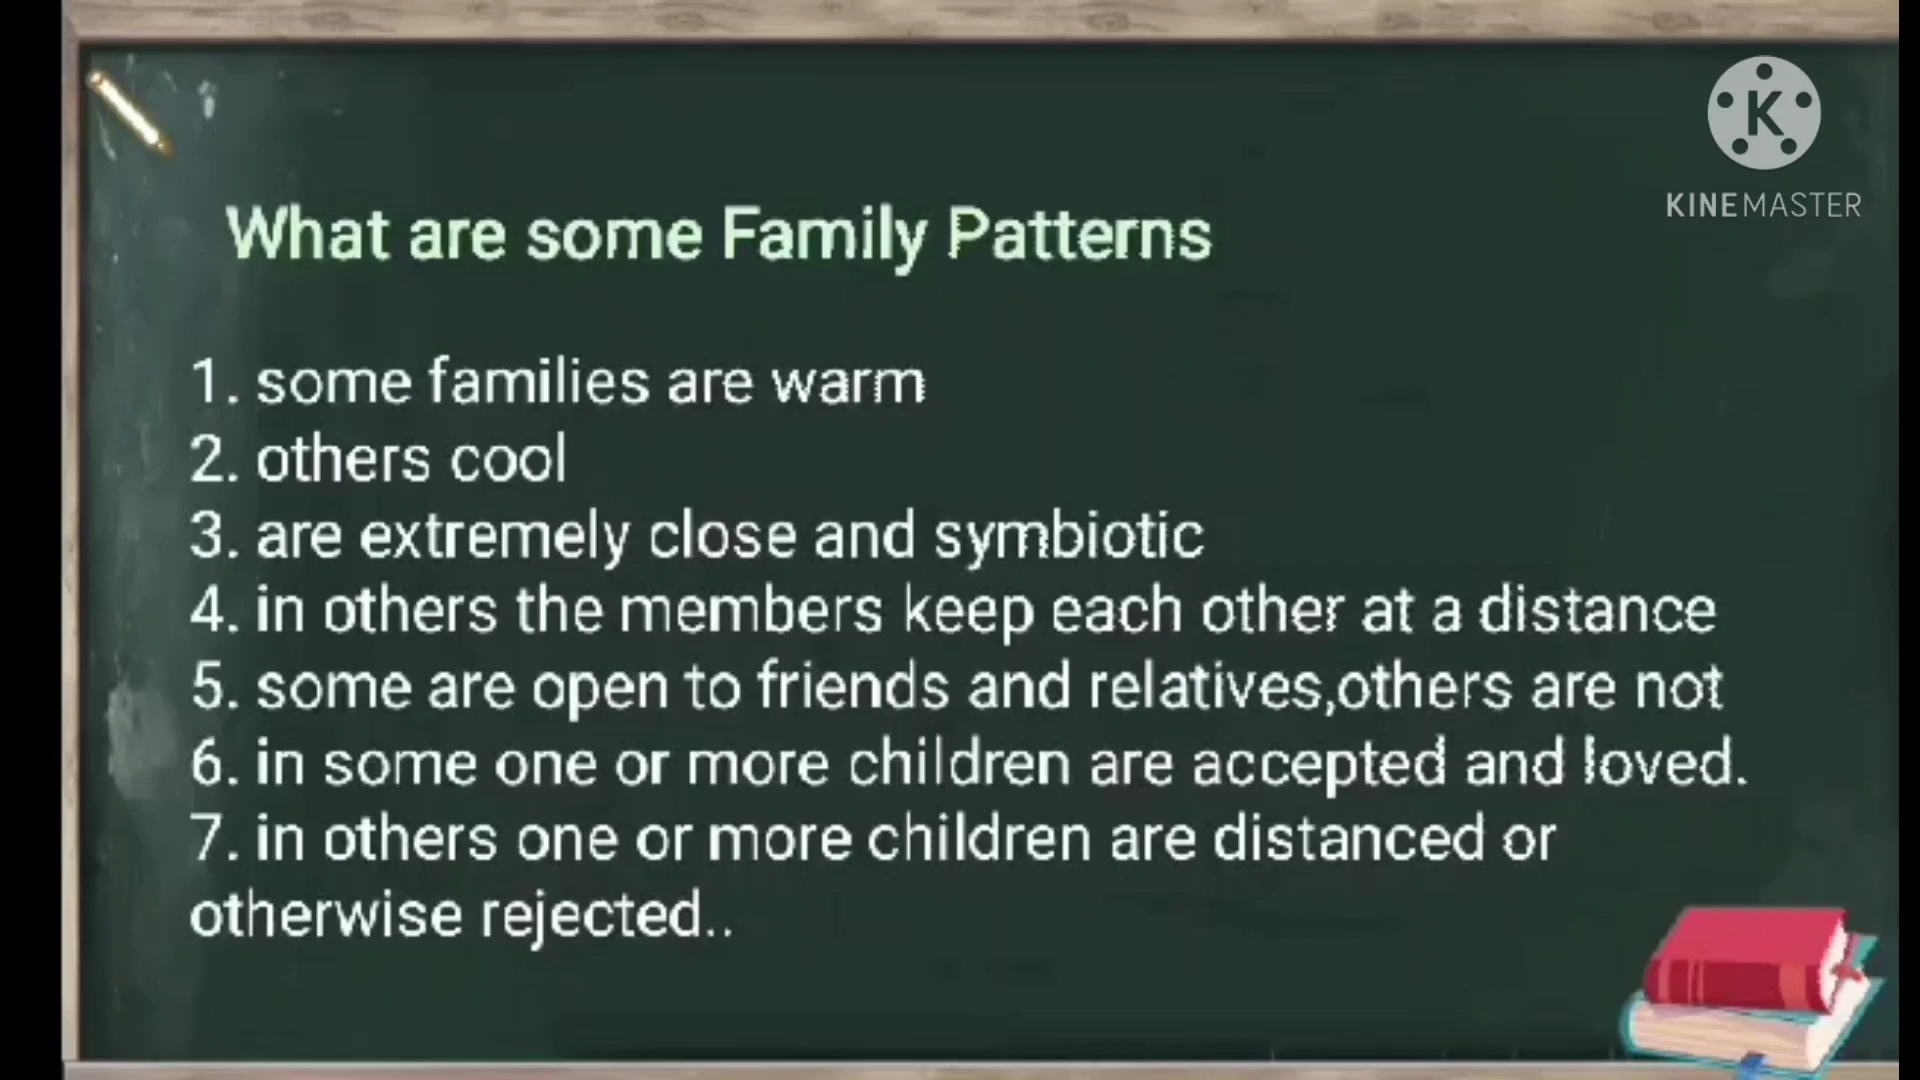 K
KINEMASTER
What are some Family Patterns
1. some families are warm
2. others cool
3. are extremely close and symbiotic
4. in others the members keep each other at a distance
5. some are open to friends and relatives,others are not
6. in some one or more children are accepted and loved.
7. in others one or more children are distanced or
otherwise rejected..